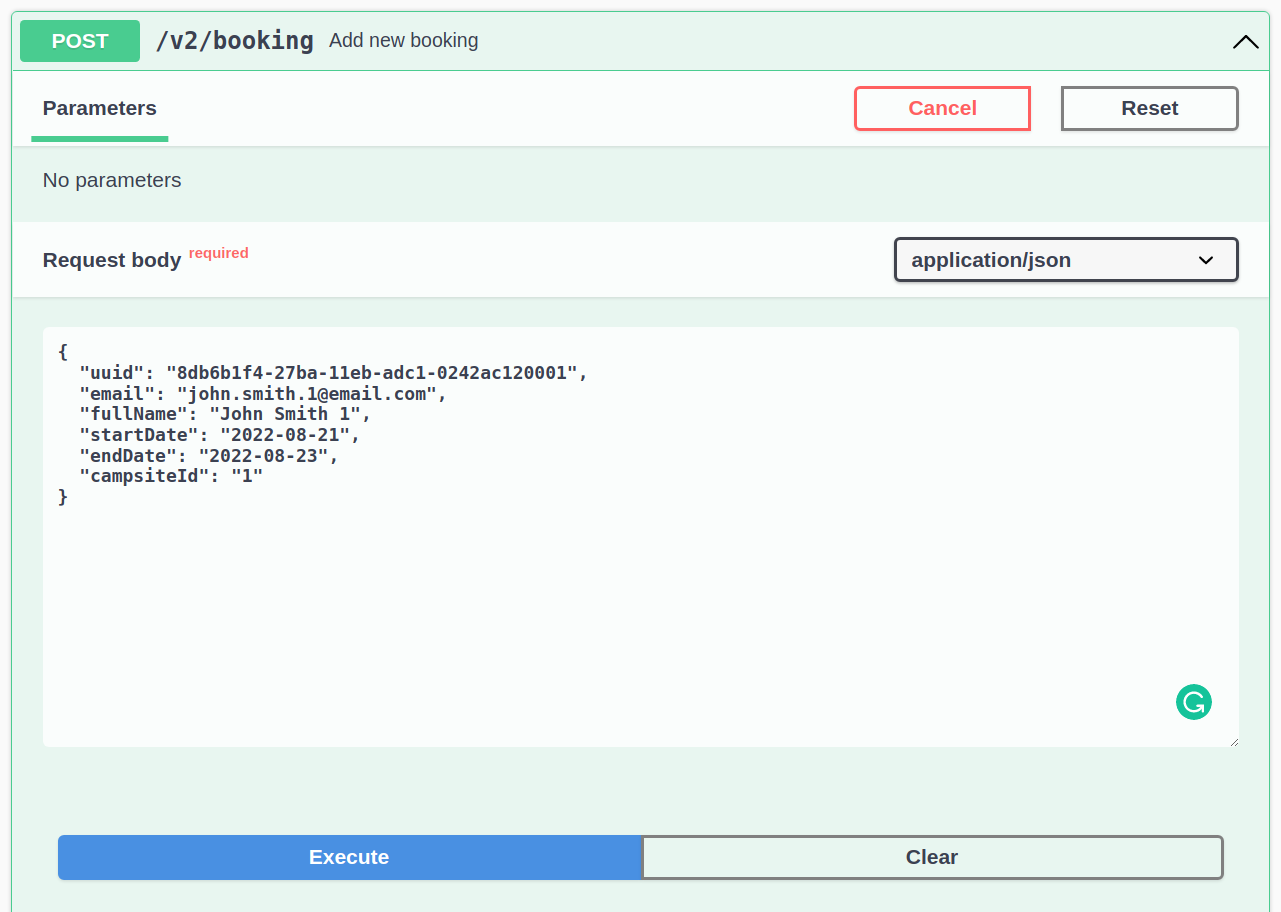 POST /v2/booking Add new booking
Parameters Cancel Reset
No parameters
Request body required application/json
{
  "uuid": "8db6b1f4-27ba-11eb-adc1-0242ac120001",
  "email": "john.smith.1@email.com",
  "fullName": "John Smith 1",
  "startDate": "2022-08-21",
  "endDate": "2022-08-23",
  "campsiteId": "1"
}
Execute Clear